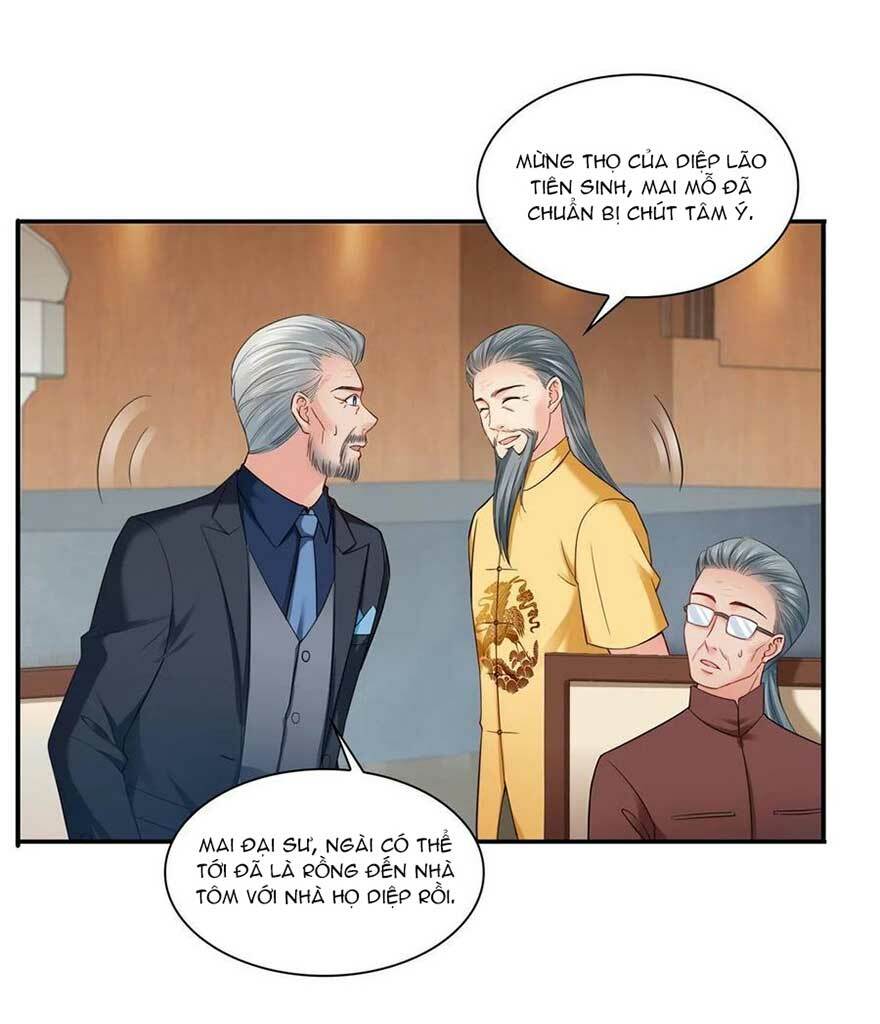 MỪNG THỌ CỦA DIỆP LÃO
TIÊN SINH, MAI MỖ ĐÃ
CHUẨN BỊ CHÚT TÂM Ý.
MAI ĐẠI SƯ, NGÀI CÓ THỂ
TỚI ĐÃ LÀ RỒNG ĐẾN NHÀ
TÔM VỚI NHÀ HỌ DIỆP RỒI.